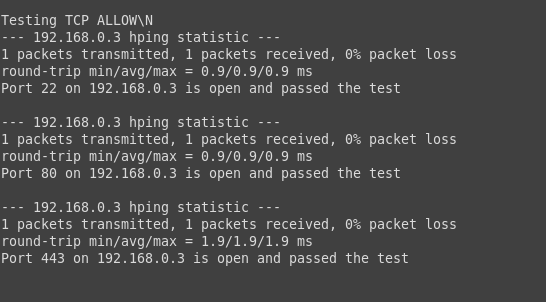 Testing TCP ALLOW\N
--- 192.168.0.3 hping statistic ---
1 packets transmitted, 1 packets received, 0% packet loss
round-trip min/avg/max = 0.9/0.9/0.9 ms
Port 22 on 192.168.0.3 is open and passed the test
--- 192.168.0.3 hping statistic ---
1 packets transmitted, 1 packets received, 0% packet loss
round-trip min/avg/max = 0.9/0.9/0.9 ms
Port 80 on 192.168.0.3 is open and passed the test
--- 192.168.0.3 hping statistic ---
1 packets transmitted, 1 packets received, 0% packet loss
round-trip min/avg/max = 1.9/1.9/1.9 ms
Port 443 on 192.168.0.3 is open and passed the test